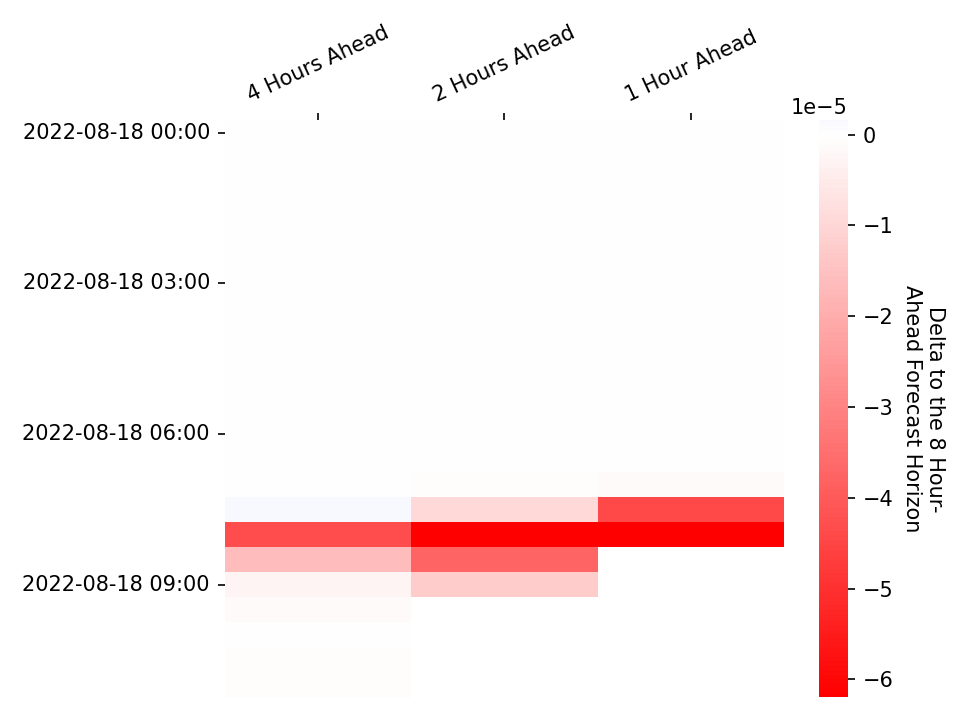 4 Hours Ahead
2 Hours Ahead
1 Hour Ahead
1e−5
2022-08-18 00:00
2022-08-18 03:00
2022-08-18 06:00
2022-08-18 09:00
0
−1
−2
−3
−4
−5
−6
Delta to the 8 Hour-
Ahead Forecast Horizon